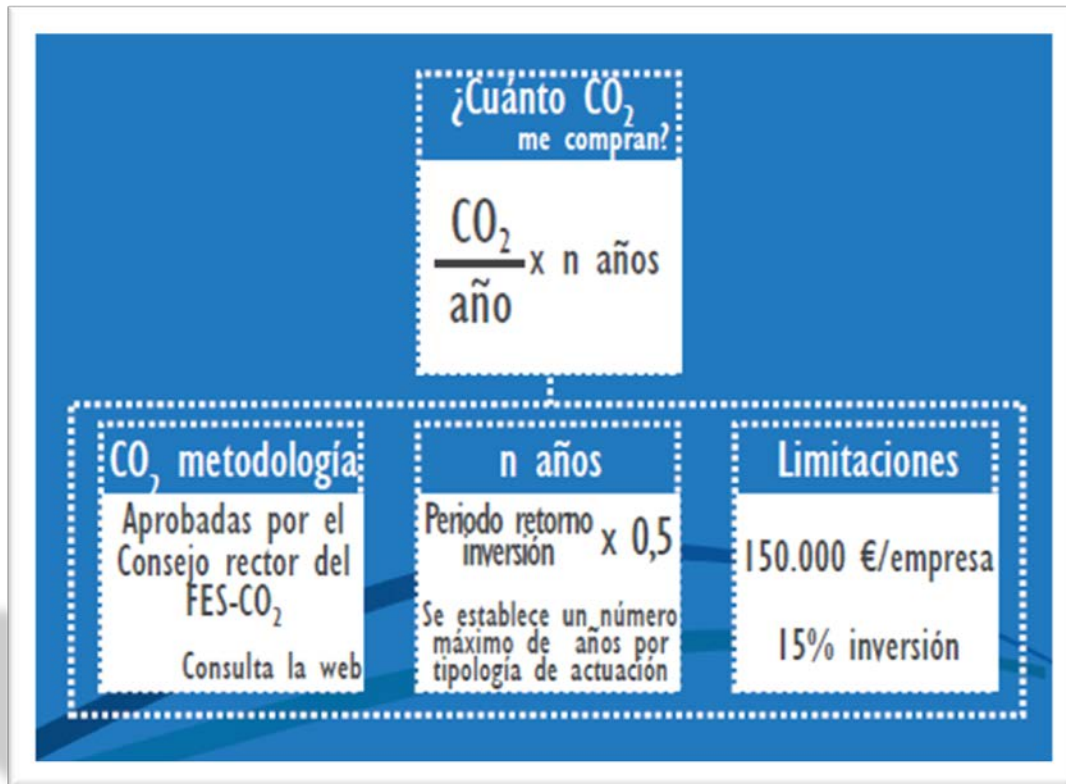 ¿Cuánto CO₂
me compran?
CO₂
año
x n años
CO₂ metodología
Aprobadas por el
Consejo rector del
FES-CO₂
Consulta la web
n años
Periodo retorno
inversión
x 0,5
Se establece un número
máximo de años por
tipología de actuación
Limitaciones
150.000 €/empresa
15% inversión